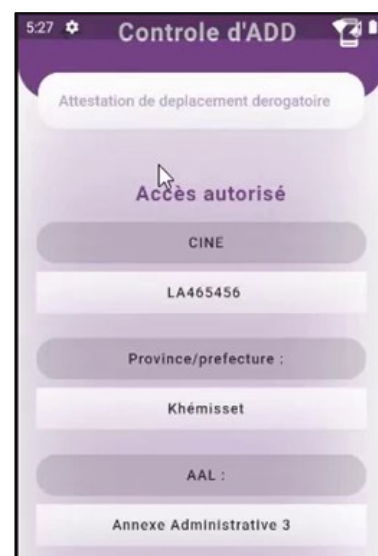 5:27
Controle d'ADD
Attestation de deplacement derogatoire
Accès autorisé
CINE
LA465456
Province/prefecture :
Khémisset
AAL :
Annexe Administrative 3